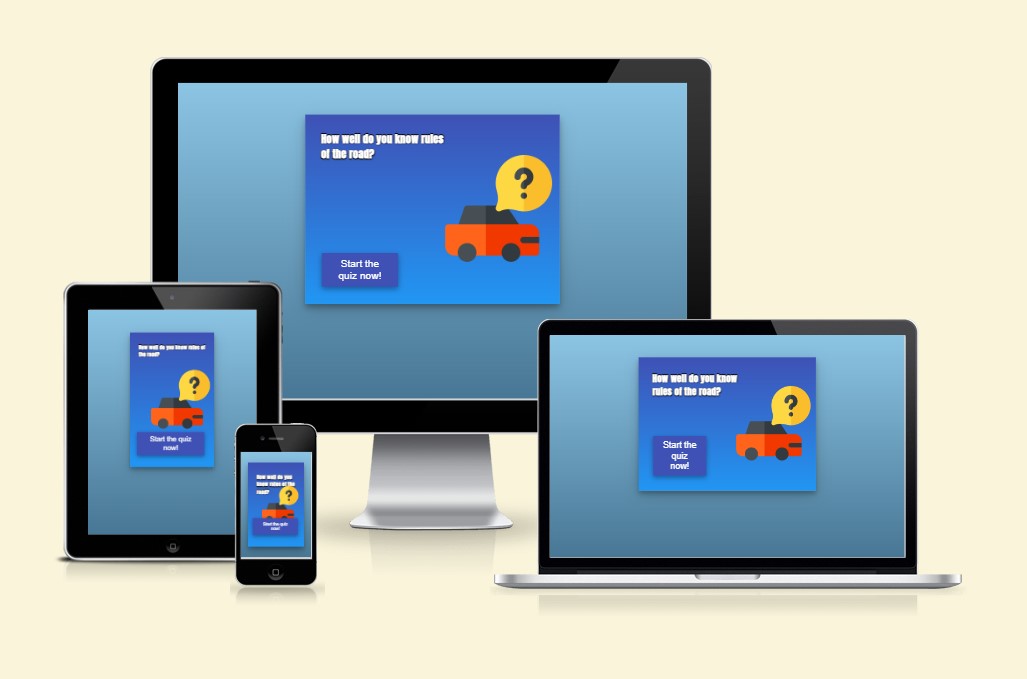 How well do you know rules
of the road?
?
Start the
quiz now!
How well do you know rules of
the road?
?
Start the quiz
now!
How well do you
know rules of the
road?
?
Start the quiz
now!
How well do you know
rules of the road?
?
Start the
quiz
now!